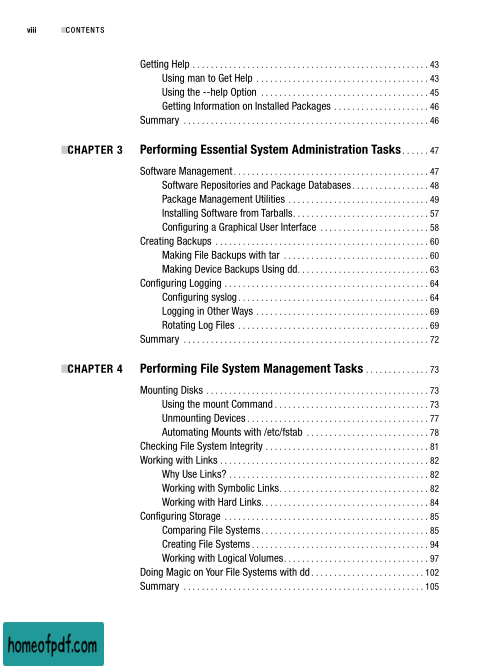 viii ■CONTENTS
Getting Help . . . . . . . . . . . . . . . . . . . . . . . . . . . . . . . . . . . . . . . . . . . . . . . . . . . . 43
Using man to Get Help . . . . . . . . . . . . . . . . . . . . . . . . . . . . . . . . . . . . . . 43
Using the --help Option . . . . . . . . . . . . . . . . . . . . . . . . . . . . . . . . . . . . . 45
Getting Information on Installed Packages . . . . . . . . . . . . . . . . . . . . . 46
Summary . . . . . . . . . . . . . . . . . . . . . . . . . . . . . . . . . . . . . . . . . . . . . . . . . . . . . . 46
■CHAPTER 3 Performing Essential System Administration Tasks . . . . . . 47
Software Management. . . . . . . . . . . . . . . . . . . . . . . . . . . . . . . . . . . . . . . . . . . 47
Software Repositories and Package Databases. . . . . . . . . . . . . . . . . 48
Package Management Utilities . . . . . . . . . . . . . . . . . . . . . . . . . . . . . . . 49
Installing Software from Tarballs. . . . . . . . . . . . . . . . . . . . . . . . . . . . . . 57
Configuring a Graphical User Interface . . . . . . . . . . . . . . . . . . . . . . . . 58
Creating Backups . . . . . . . . . . . . . . . . . . . . . . . . . . . . . . . . . . . . . . . . . . . . . . . 60
Making File Backups with tar . . . . . . . . . . . . . . . . . . . . . . . . . . . . . . . . 60
Making Device Backups Using dd. . . . . . . . . . . . . . . . . . . . . . . . . . . . . 63
Configuring Logging . . . . . . . . . . . . . . . . . . . . . . . . . . . . . . . . . . . . . . . . . . . . . 64
Configuring syslog. . . . . . . . . . . . . . . . . . . . . . . . . . . . . . . . . . . . . . . . . . 64
Logging in Other Ways . . . . . . . . . . . . . . . . . . . . . . . . . . . . . . . . . . . . . . 69
Rotating Log Files . . . . . . . . . . . . . . . . . . . . . . . . . . . . . . . . . . . . . . . . . . 69
Summary . . . . . . . . . . . . . . . . . . . . . . . . . . . . . . . . . . . . . . . . . . . . . . . . . . . . . . 72
■CHAPTER 4 Performing File System Management Tasks . . . . . . . . . . . . . . 73
Mounting Disks . . . . . . . . . . . . . . . . . . . . . . . . . . . . . . . . . . . . . . . . . . . . . . . . . 73
Using the mount Command . . . . . . . . . . . . . . . . . . . . . . . . . . . . . . . . . . 73
Unmounting Devices . . . . . . . . . . . . . . . . . . . . . . . . . . . . . . . . . . . . . . . . 77
Automating Mounts with /etc/fstab . . . . . . . . . . . . . . . . . . . . . . . . . . . 78
Checking File System Integrity . . . . . . . . . . . . . . . . . . . . . . . . . . . . . . . . . . . . 81
Working with Links . . . . . . . . . . . . . . . . . . . . . . . . . . . . . . . . . . . . . . . . . . . . . . 82
Why Use Links? . . . . . . . . . . . . . . . . . . . . . . . . . . . . . . . . . . . . . . . . . . . . 82
Working with Symbolic Links. . . . . . . . . . . . . . . . . . . . . . . . . . . . . . . . . 82
Working with Hard Links. . . . . . . . . . . . . . . . . . . . . . . . . . . . . . . . . . . . . 84
Configuring Storage . . . . . . . . . . . . . . . . . . . . . . . . . . . . . . . . . . . . . . . . . . . . . 85
Comparing File Systems. . . . . . . . . . . . . . . . . . . . . . . . . . . . . . . . . . . . . 85
Creating File Systems . . . . . . . . . . . . . . . . . . . . . . . . . . . . . . . . . . . . . . . 94
Working with Logical Volumes. . . . . . . . . . . . . . . . . . . . . . . . . . . . . . . . 97
Doing Magic on Your File Systems with dd . . . . . . . . . . . . . . . . . . . . . . . . . 102
Summary . . . . . . . . . . . . . . . . . . . . . . . . . . . . . . . . . . . . . . . . . . . . . . . . . . . . . 105
homeofpdf.com